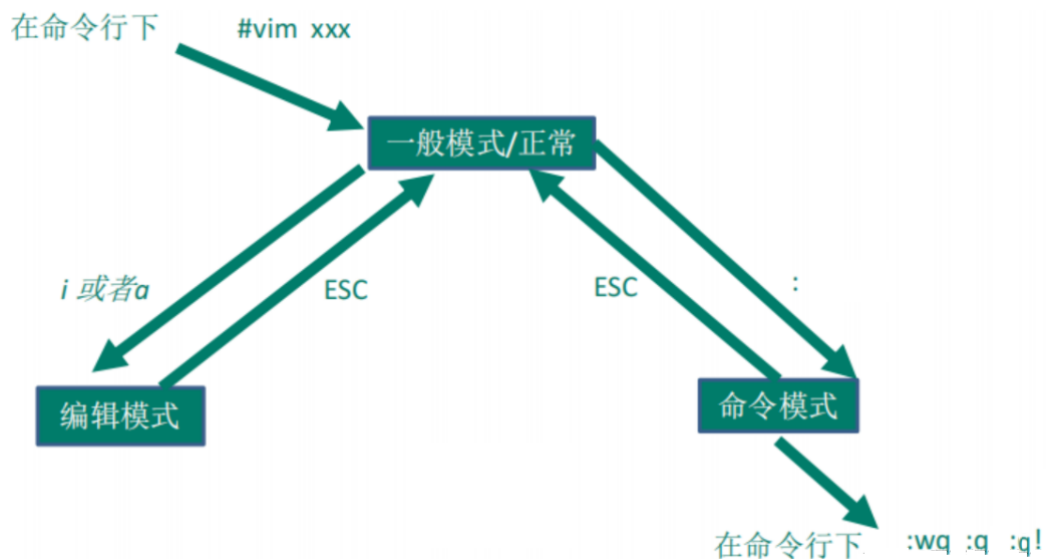 在命令行下 #vim xxx
一般模式/正常
i 或者a
ESC
ESC
:
编辑模式
命令模式
在命令行下 :wq :q :q!